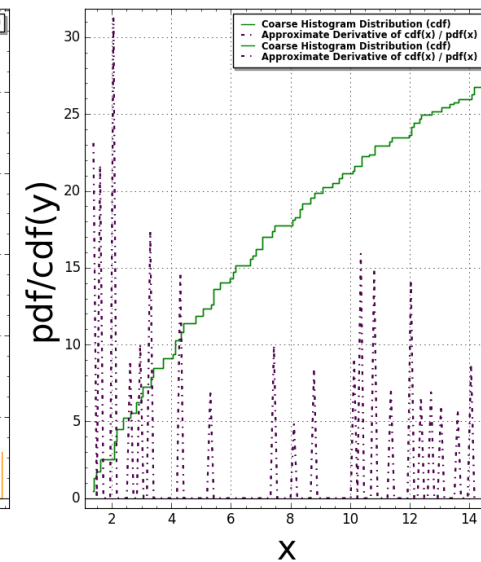 Coarse Histogram Distribution (cdf)
Approximate Derivative of cdf(x) / pdf(x)
Coarse Histogram Distribution (cdf)
Approximate Derivative of cdf(x) / pdf(x)
30
25
20
15
10
5
0
pdf/cdf(y)
2 4 6 8 10 12 14
x